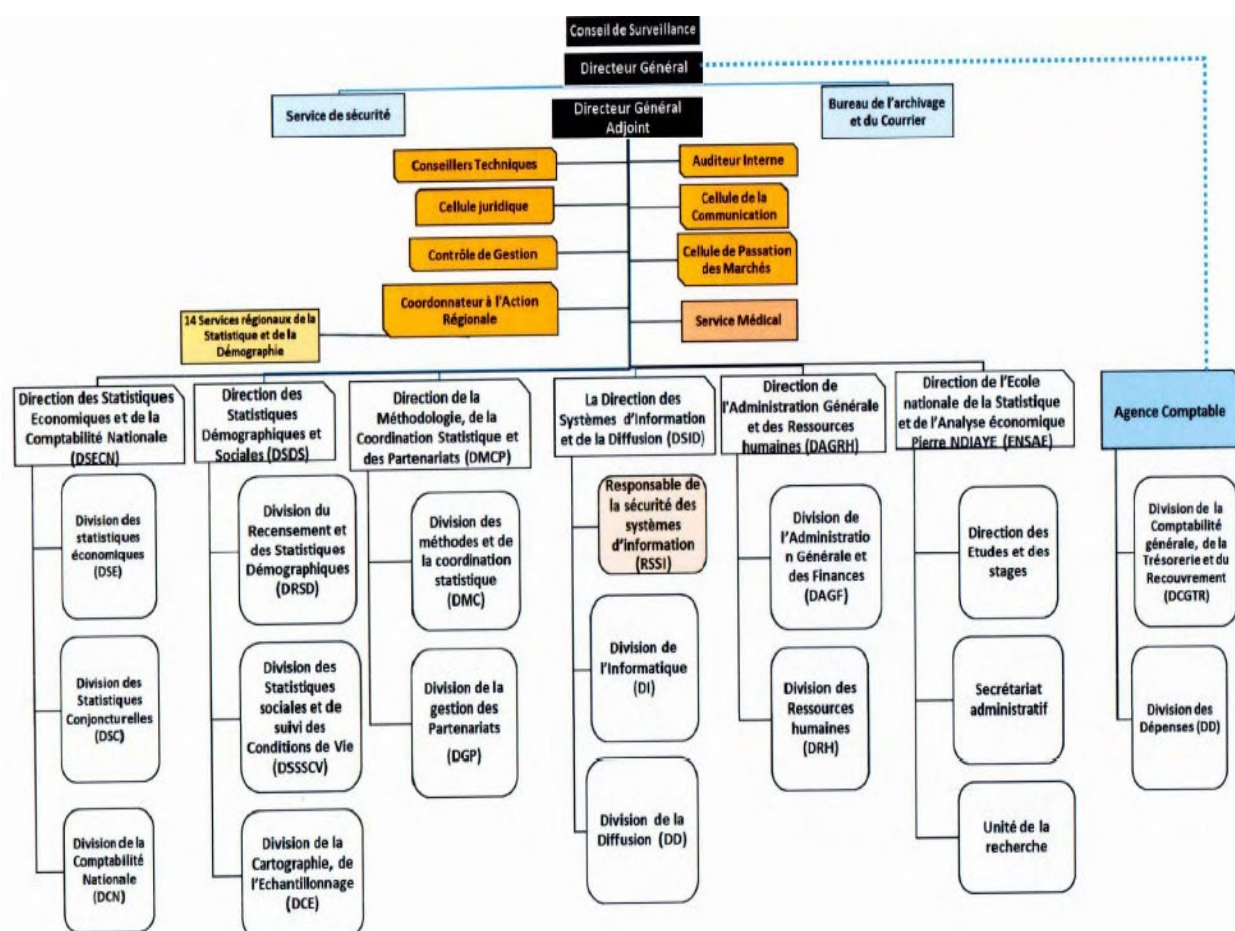 Conseil de Surveillance
Directeur Général
Service de sécurité
Directeur Général
Adjoint
Bureau de l'archivage
et du Courrier
Conseillers Techniques
Auditeur Interne
Cellule juridique
Cellule de la
Communication
Contrôle de Gestion
Cellule de Passation
des Marchés
Coordonnateur à l'Action
Régionale
Service Médical
14 Services régionaux de la
Statistique et de la
Démographie
Direction des Statistiques
Economiques et de la
Comptabilité Nationale
(DSECN)
Division des
statistiques
économiques
(DSE)
Division des
Statistiques
Conjoncturelles
(DSC)
Division de la
Comptabilité
Nationale
(DCN)
Direction des
Statistiques
Démographiques et
Sociales (DSDS)
Division du
Recensement et
des Statistiques
Démographiques
(DRSD)
Division des
Statistiques
sociales et de
suivi des
Conditions de Vie
(DSSSCV)
Division de la
Cartographie, de
l'Echantillonnage
(DCE)
Direction de la
Méthodologie, de la
Coordination Statistique et
des Partenariats (DMCP)
Division des
méthodes et de
la coordination
statistique
(DMC)
Division de la
gestion des
Partenariats
(DGP)
La Direction des
Systèmes d'Information
et de la Diffusion (DSID)
Responsable de
la sécurité des
systèmes
d'information
(RSSI)
Division de
l'Informatique
(DI)
Division de la
Diffusion (DD)
Direction de
l'Administration Générale
et des Ressources
humaines (DAGRH)
Division de
l'Administratio
n Générale et
des Finances
(DAGF)
Division des
Ressources
humaines
(DRH)
Direction de l'Ecole
nationale de la Statistique
et de l'Analyse économique
Pierre NDIAYE (ENSAE)
Direction des
Etudes et des
stages
Secrétariat
administratif
Unité de la
recherche
Agence Comptable
Division de la
Comptabilité
générale, de la
Trésorerie et du
Recouvrement
(DCGTR)
Division des
Dépenses (DD)